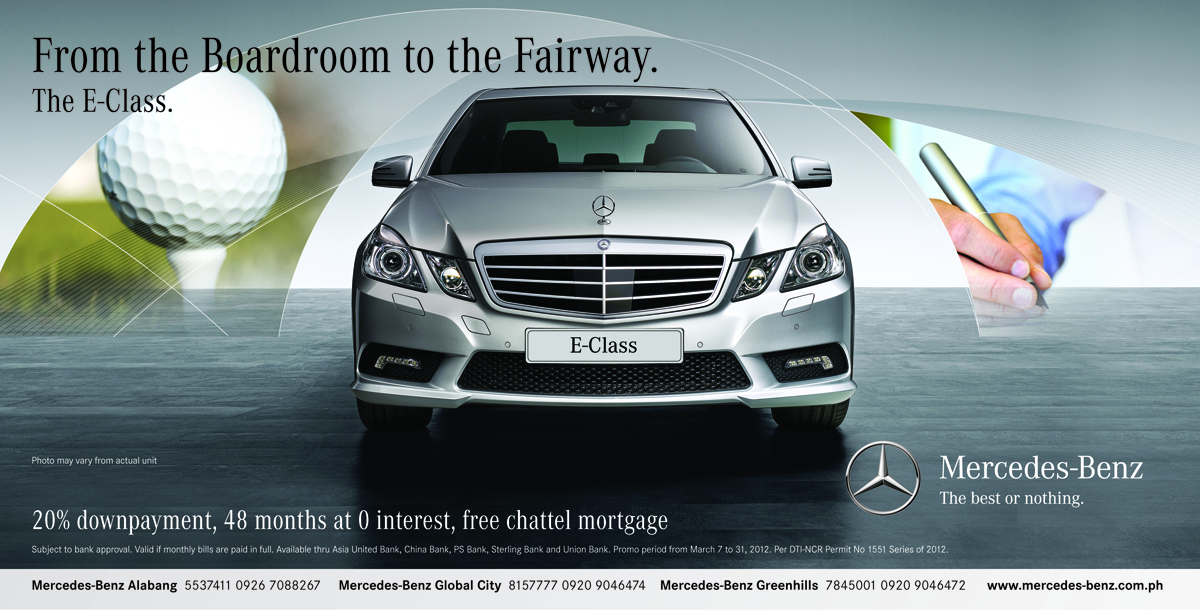 From the Boardroom to the Fairway.
The E-Class.
E-Class
Photo may vary from actual unit
Mercedes-Benz
The best or nothing.
20% downpayment, 48 months at 0 interest, free chattel mortgage
Subject to bank approval. Valid if monthly bills are paid in full. Available thru Asia United Bank, China Bank, PS Bank, Sterling Bank and Union Bank. Promo period from March 7 to 31, 2012. Per DTI-NCR Permit No 1551 Series of 2012.
Mercedes-Benz Alabang 5537411 0926 7088267 Mercedes-Benz Global City 8157777 0920 9046474 Mercedes-Benz Greenhills 7845001 0920 9046472 www.mercedes-benz.com.ph